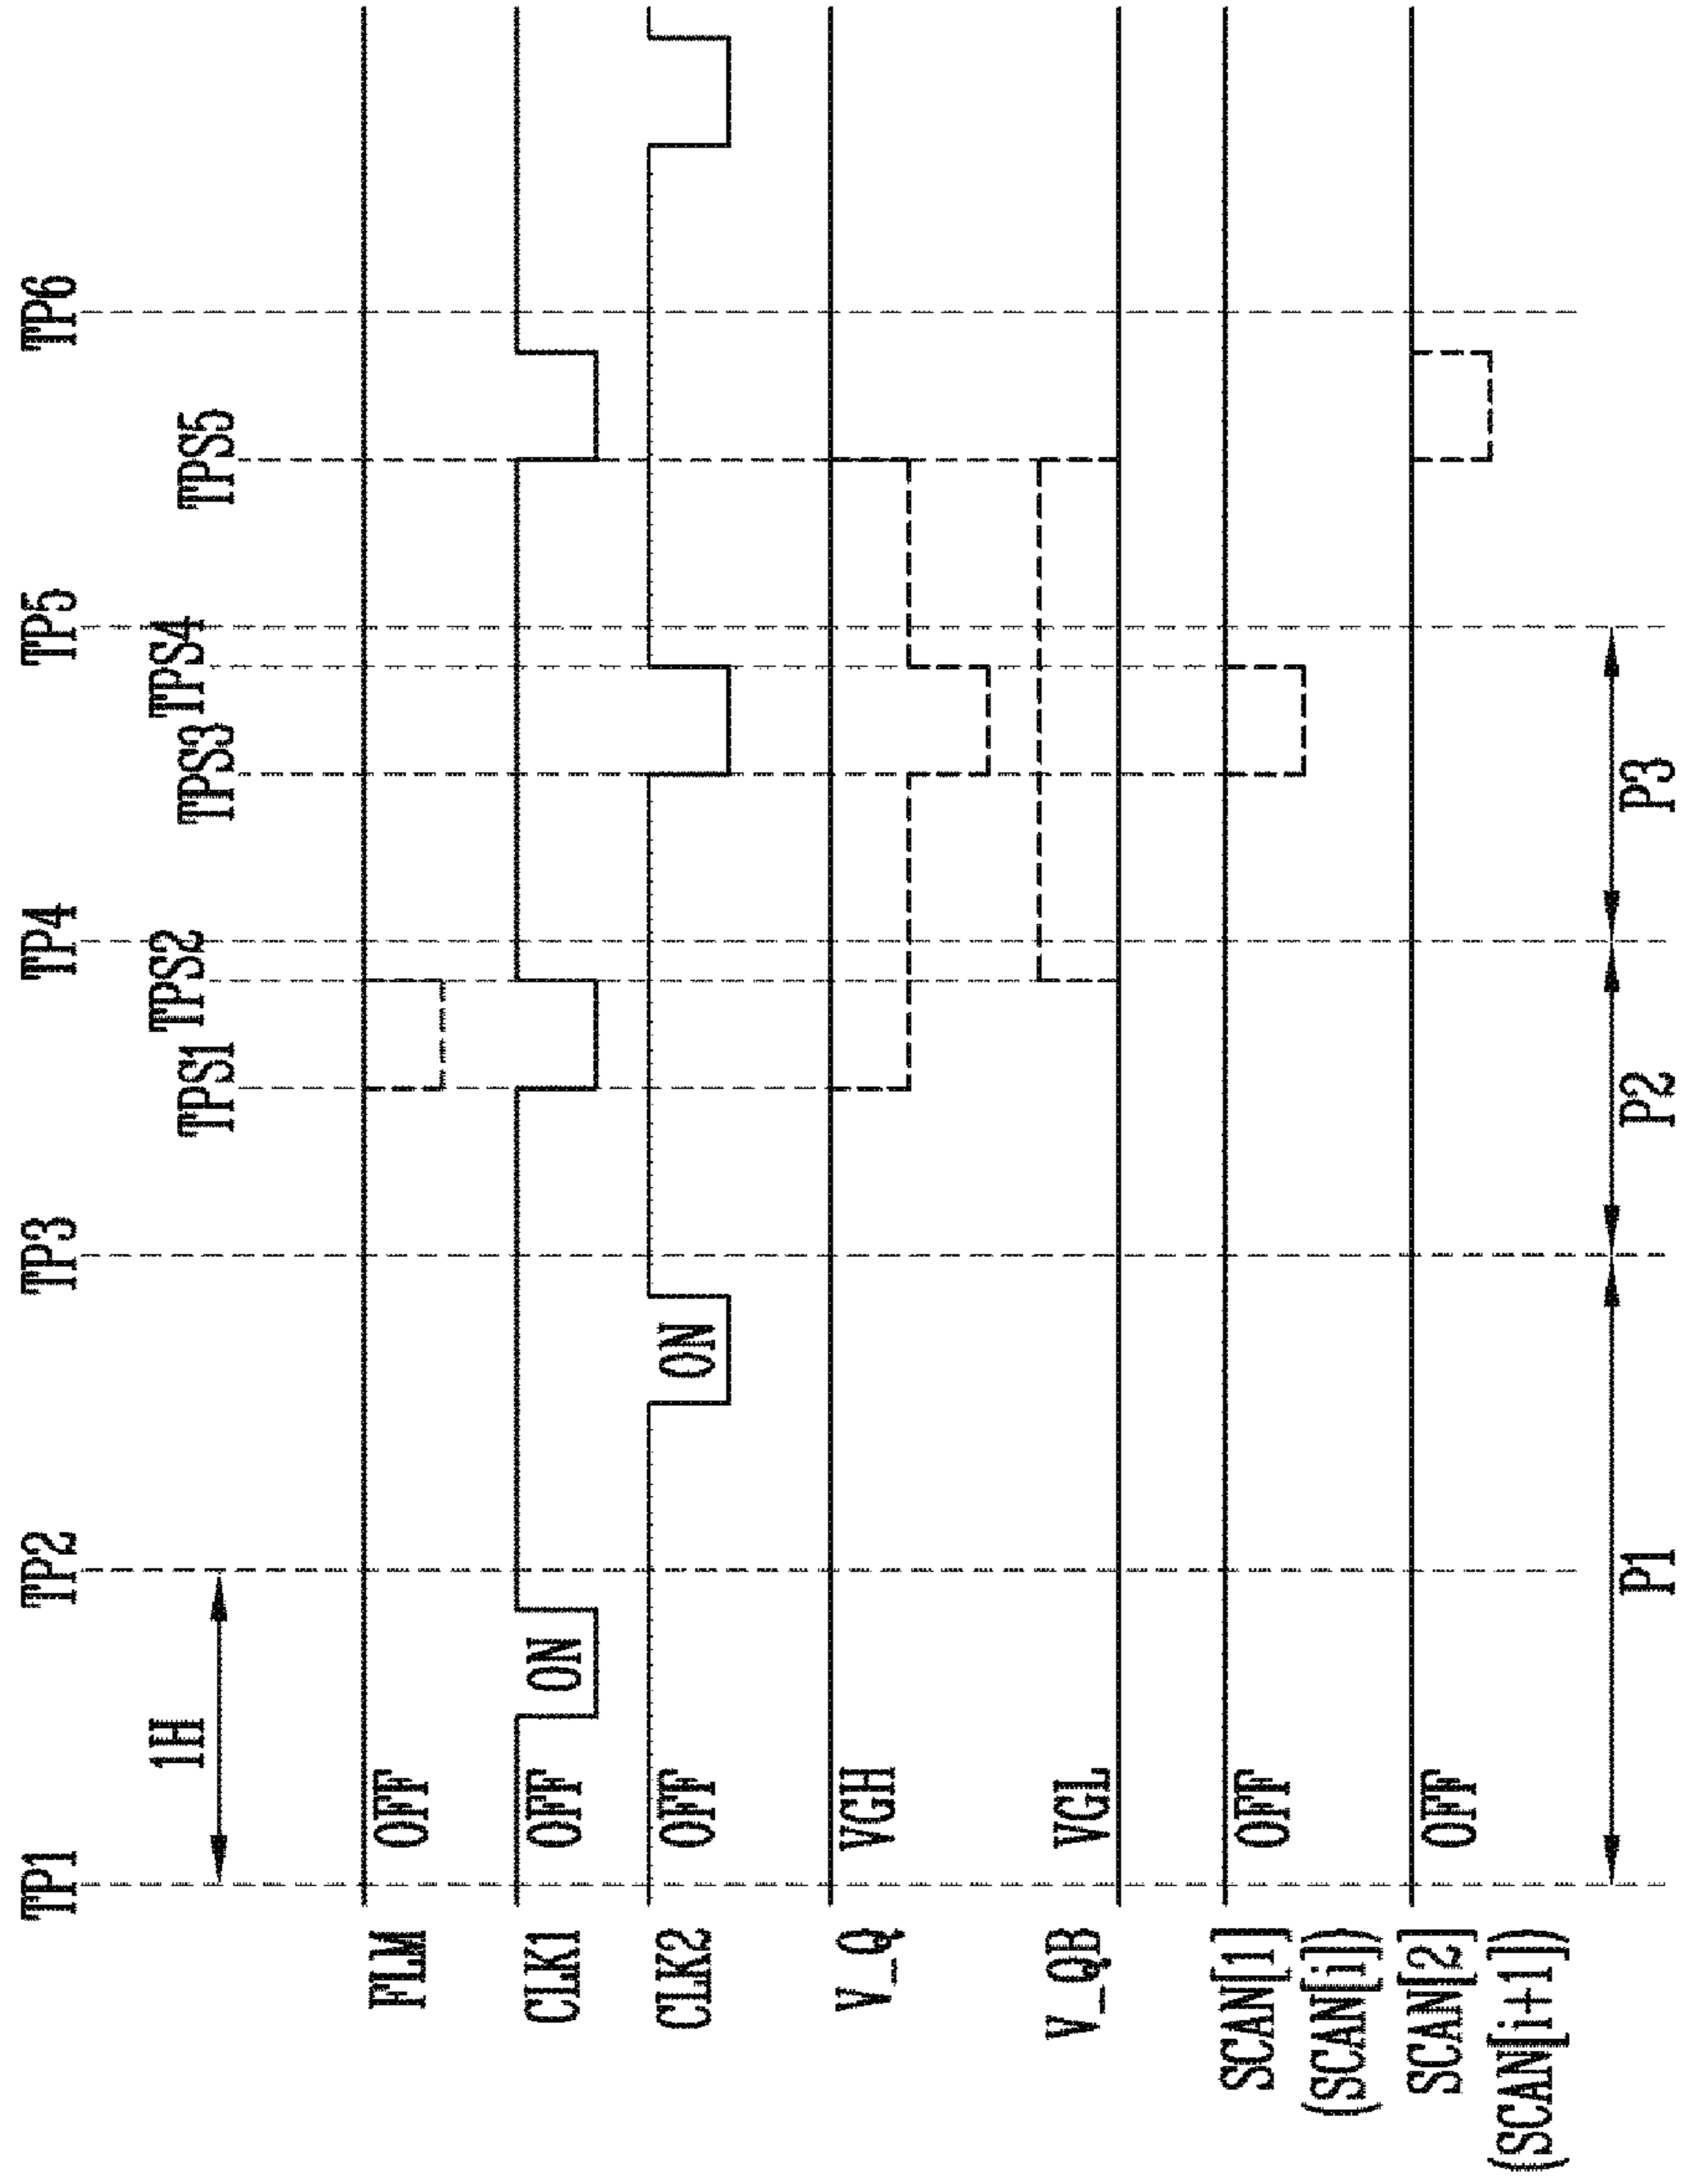 TP1 TP2 TP3 TP4 TP5 TP6
1H TPS1 TPS2 TPS3 TPS4 TPS5
FLM OFF
CLK1 OFF ON
CLK2 OFF ON
V_Q VGH
V_QB VGL
SCAN[1] OFF
(SCAN[i])
SCAN[2] OFF
(SCAN[i+1])
P1 P2 P3